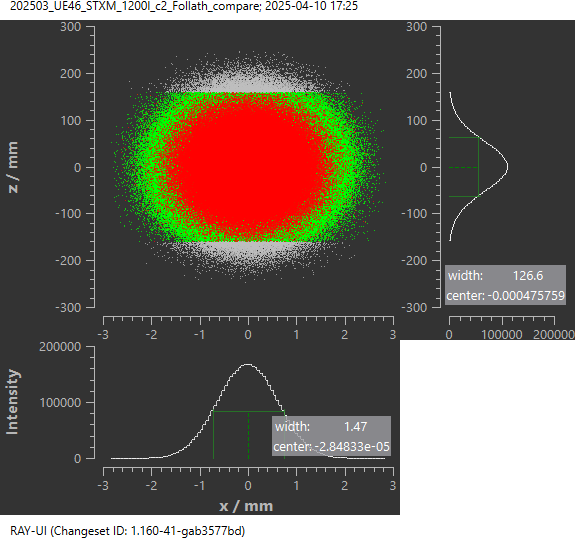 202503_UE46_STXM_1200l_c2_Follath_compare; 2025-04-10 17:25
300
200
100
0
-100
-200
-300
z / mm
-3 -2 -1 0 1 2 3
300
200
100
0
-100
-200
-300
width: 126.6
center: -0.000475759
0 100000 200000
200000
100000
0
Intensity
width: 1.47
center: -2.84833e-05
-3 -2 -1 0 1 2 3
x / mm
RAY-UI (Changeset ID: 1.160-41-gab3577bd)